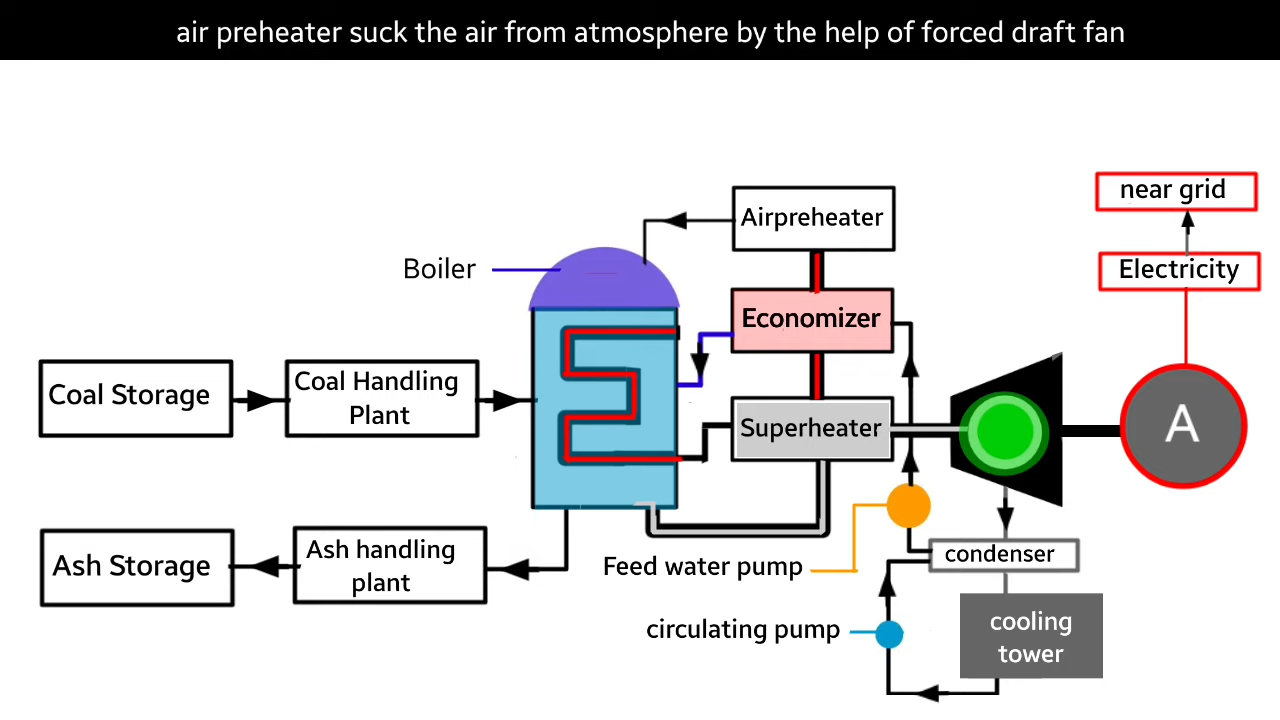 air preheater suck the air from atmosphere by the help of forced draft fan
near grid
Airpreheater
Boiler
Electricity
Economizer
Coal Storage
Coal Handling
Plant
Superheater
A
Ash Storage
Ash handling
plant
Feed water pump
condenser
circulating pump
cooling
tower